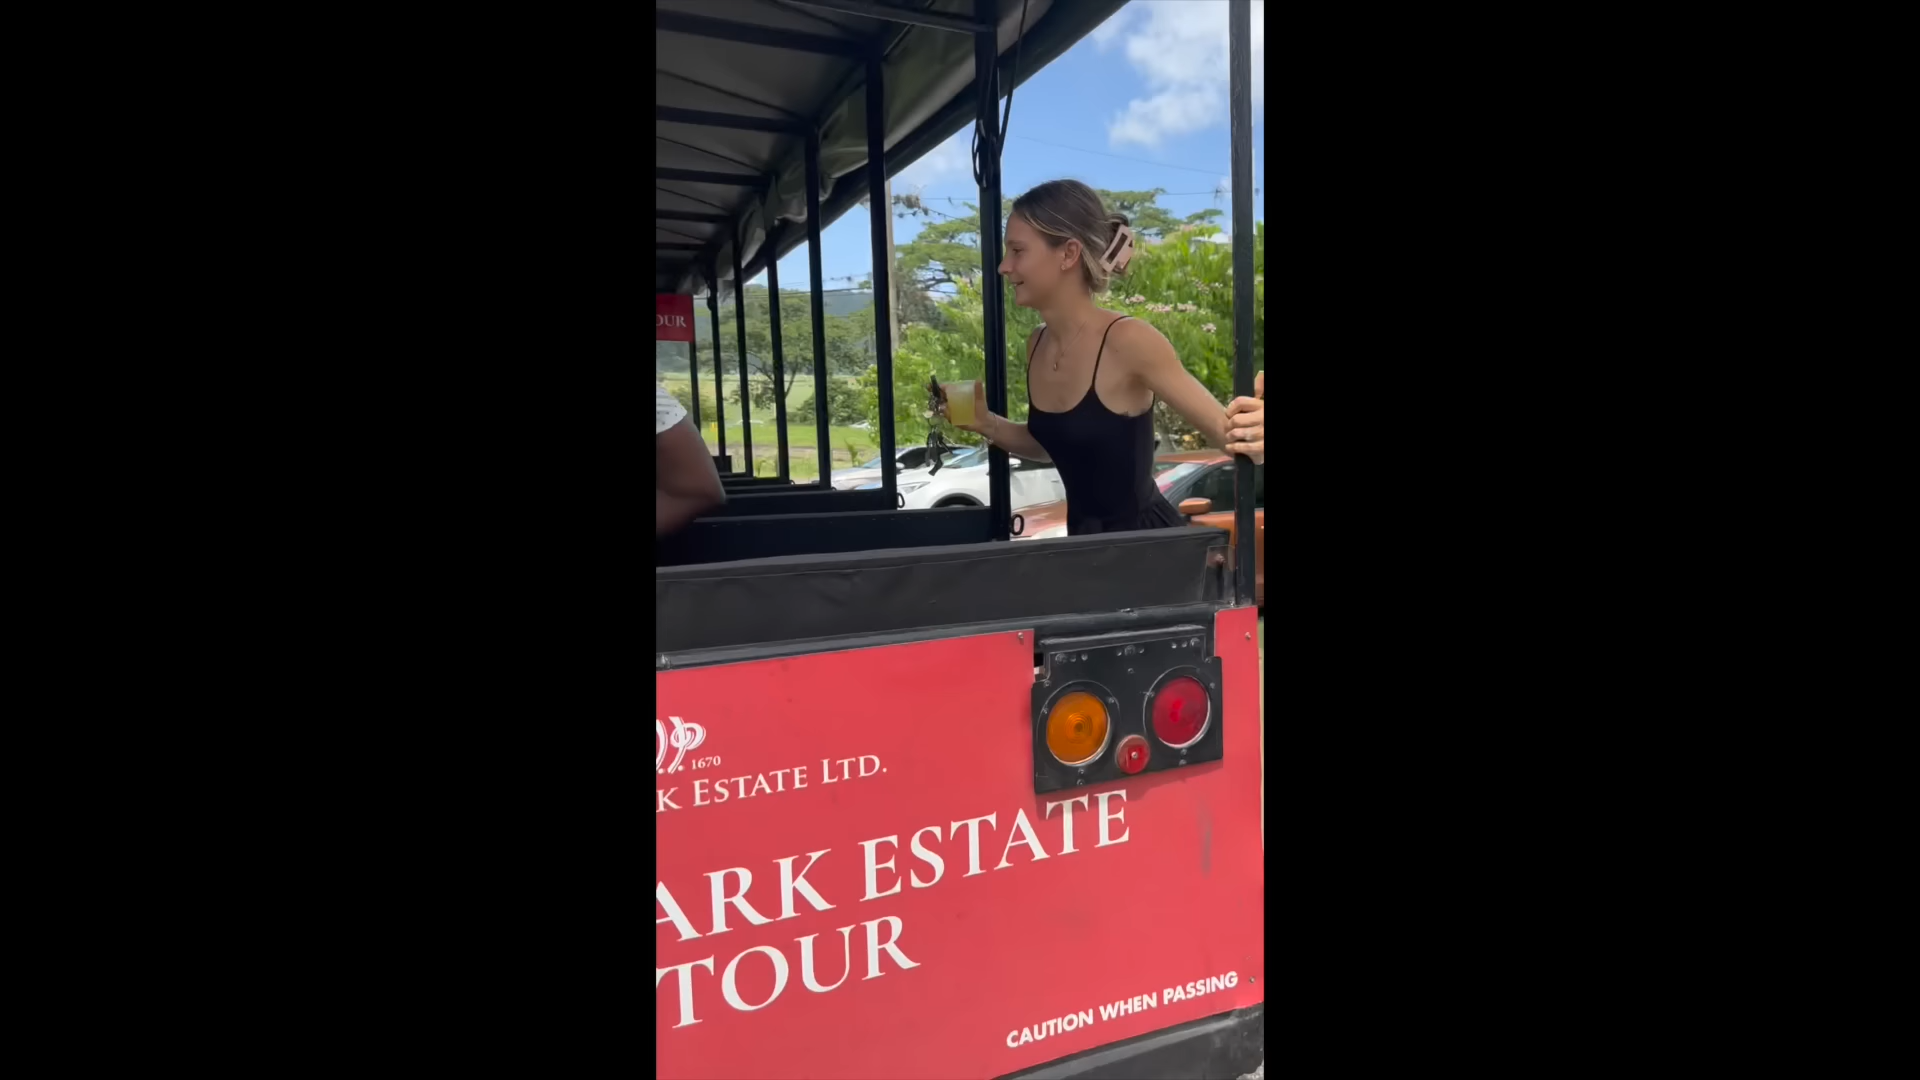 OUR
1670
K ESTATE LTD.
ARK ESTATE
TOUR
CAUTION WHEN PASSING